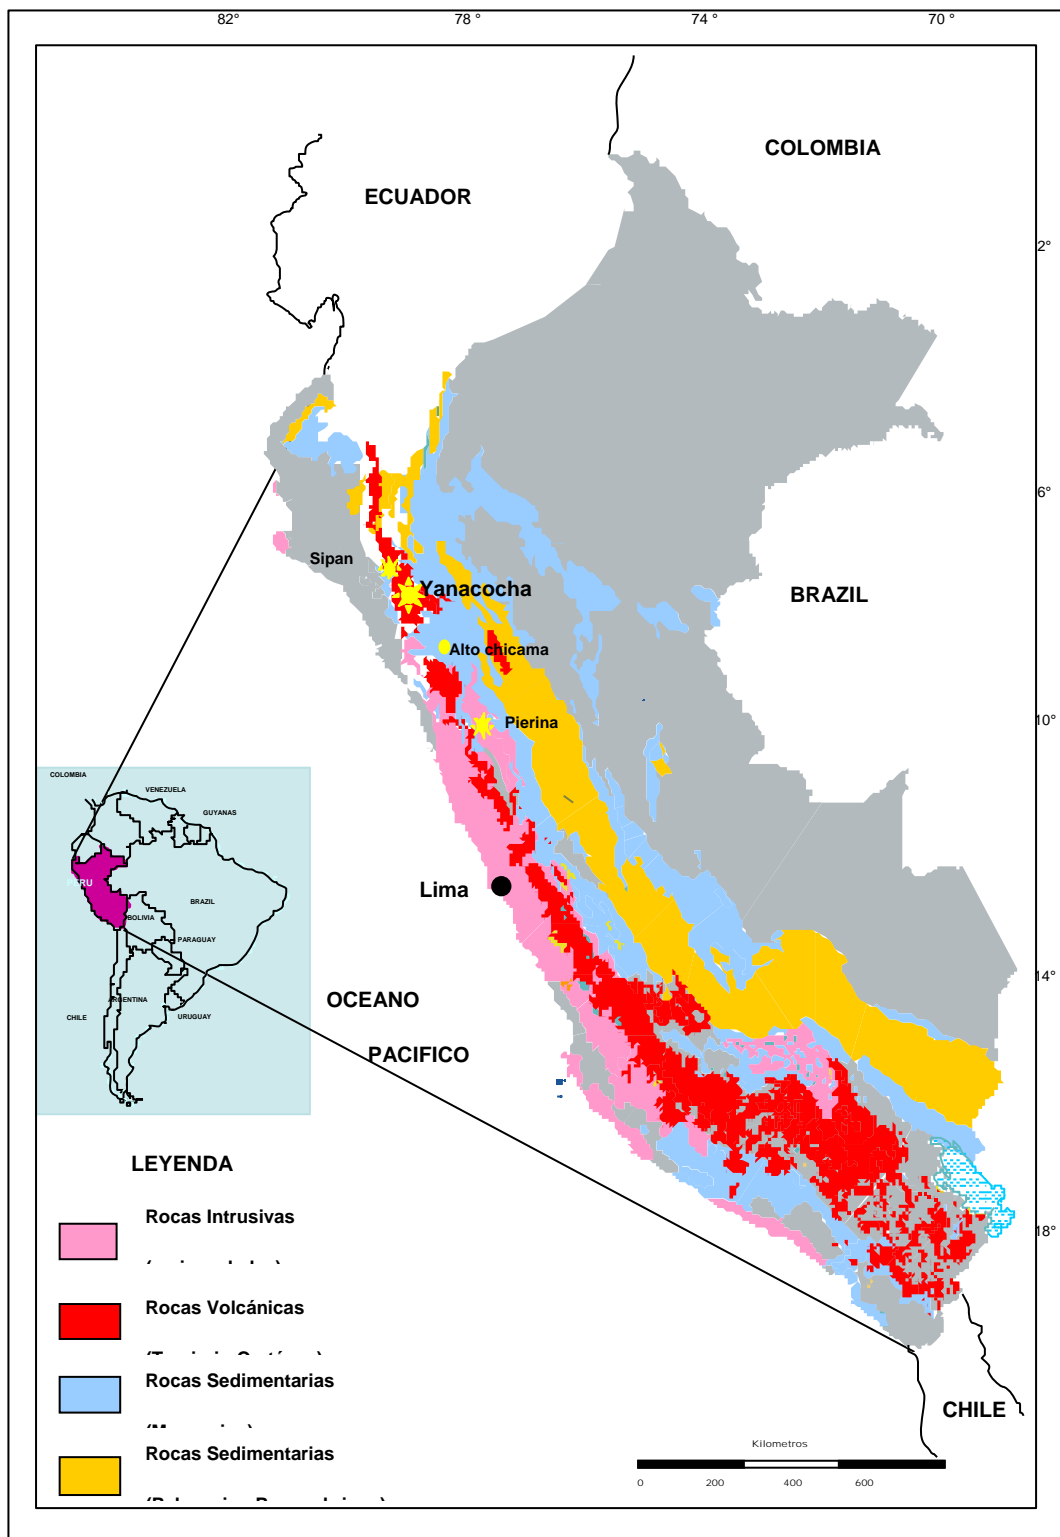 82°
78 °
74 °
70 °
COLOMBIA
ECUADOR
2°
6°
Sipan
Yanacocha
BRAZIL
Alto chicama
Pierina
10°
COLOMBIA
VENEZUELA
GUYANAS
PERU
BRAZIL
BOLIVIA
PARAGUAY
ARGENTINA
CHILE
URUGUAY
Lima
14°
OCEANO
PACIFICO
LEYENDA
Rocas Intrusivas
18°
Rocas Volcánicas
Rocas Sedimentarias
Rocas Sedimentarias
CHILE
Kilometros
0
200
400
600